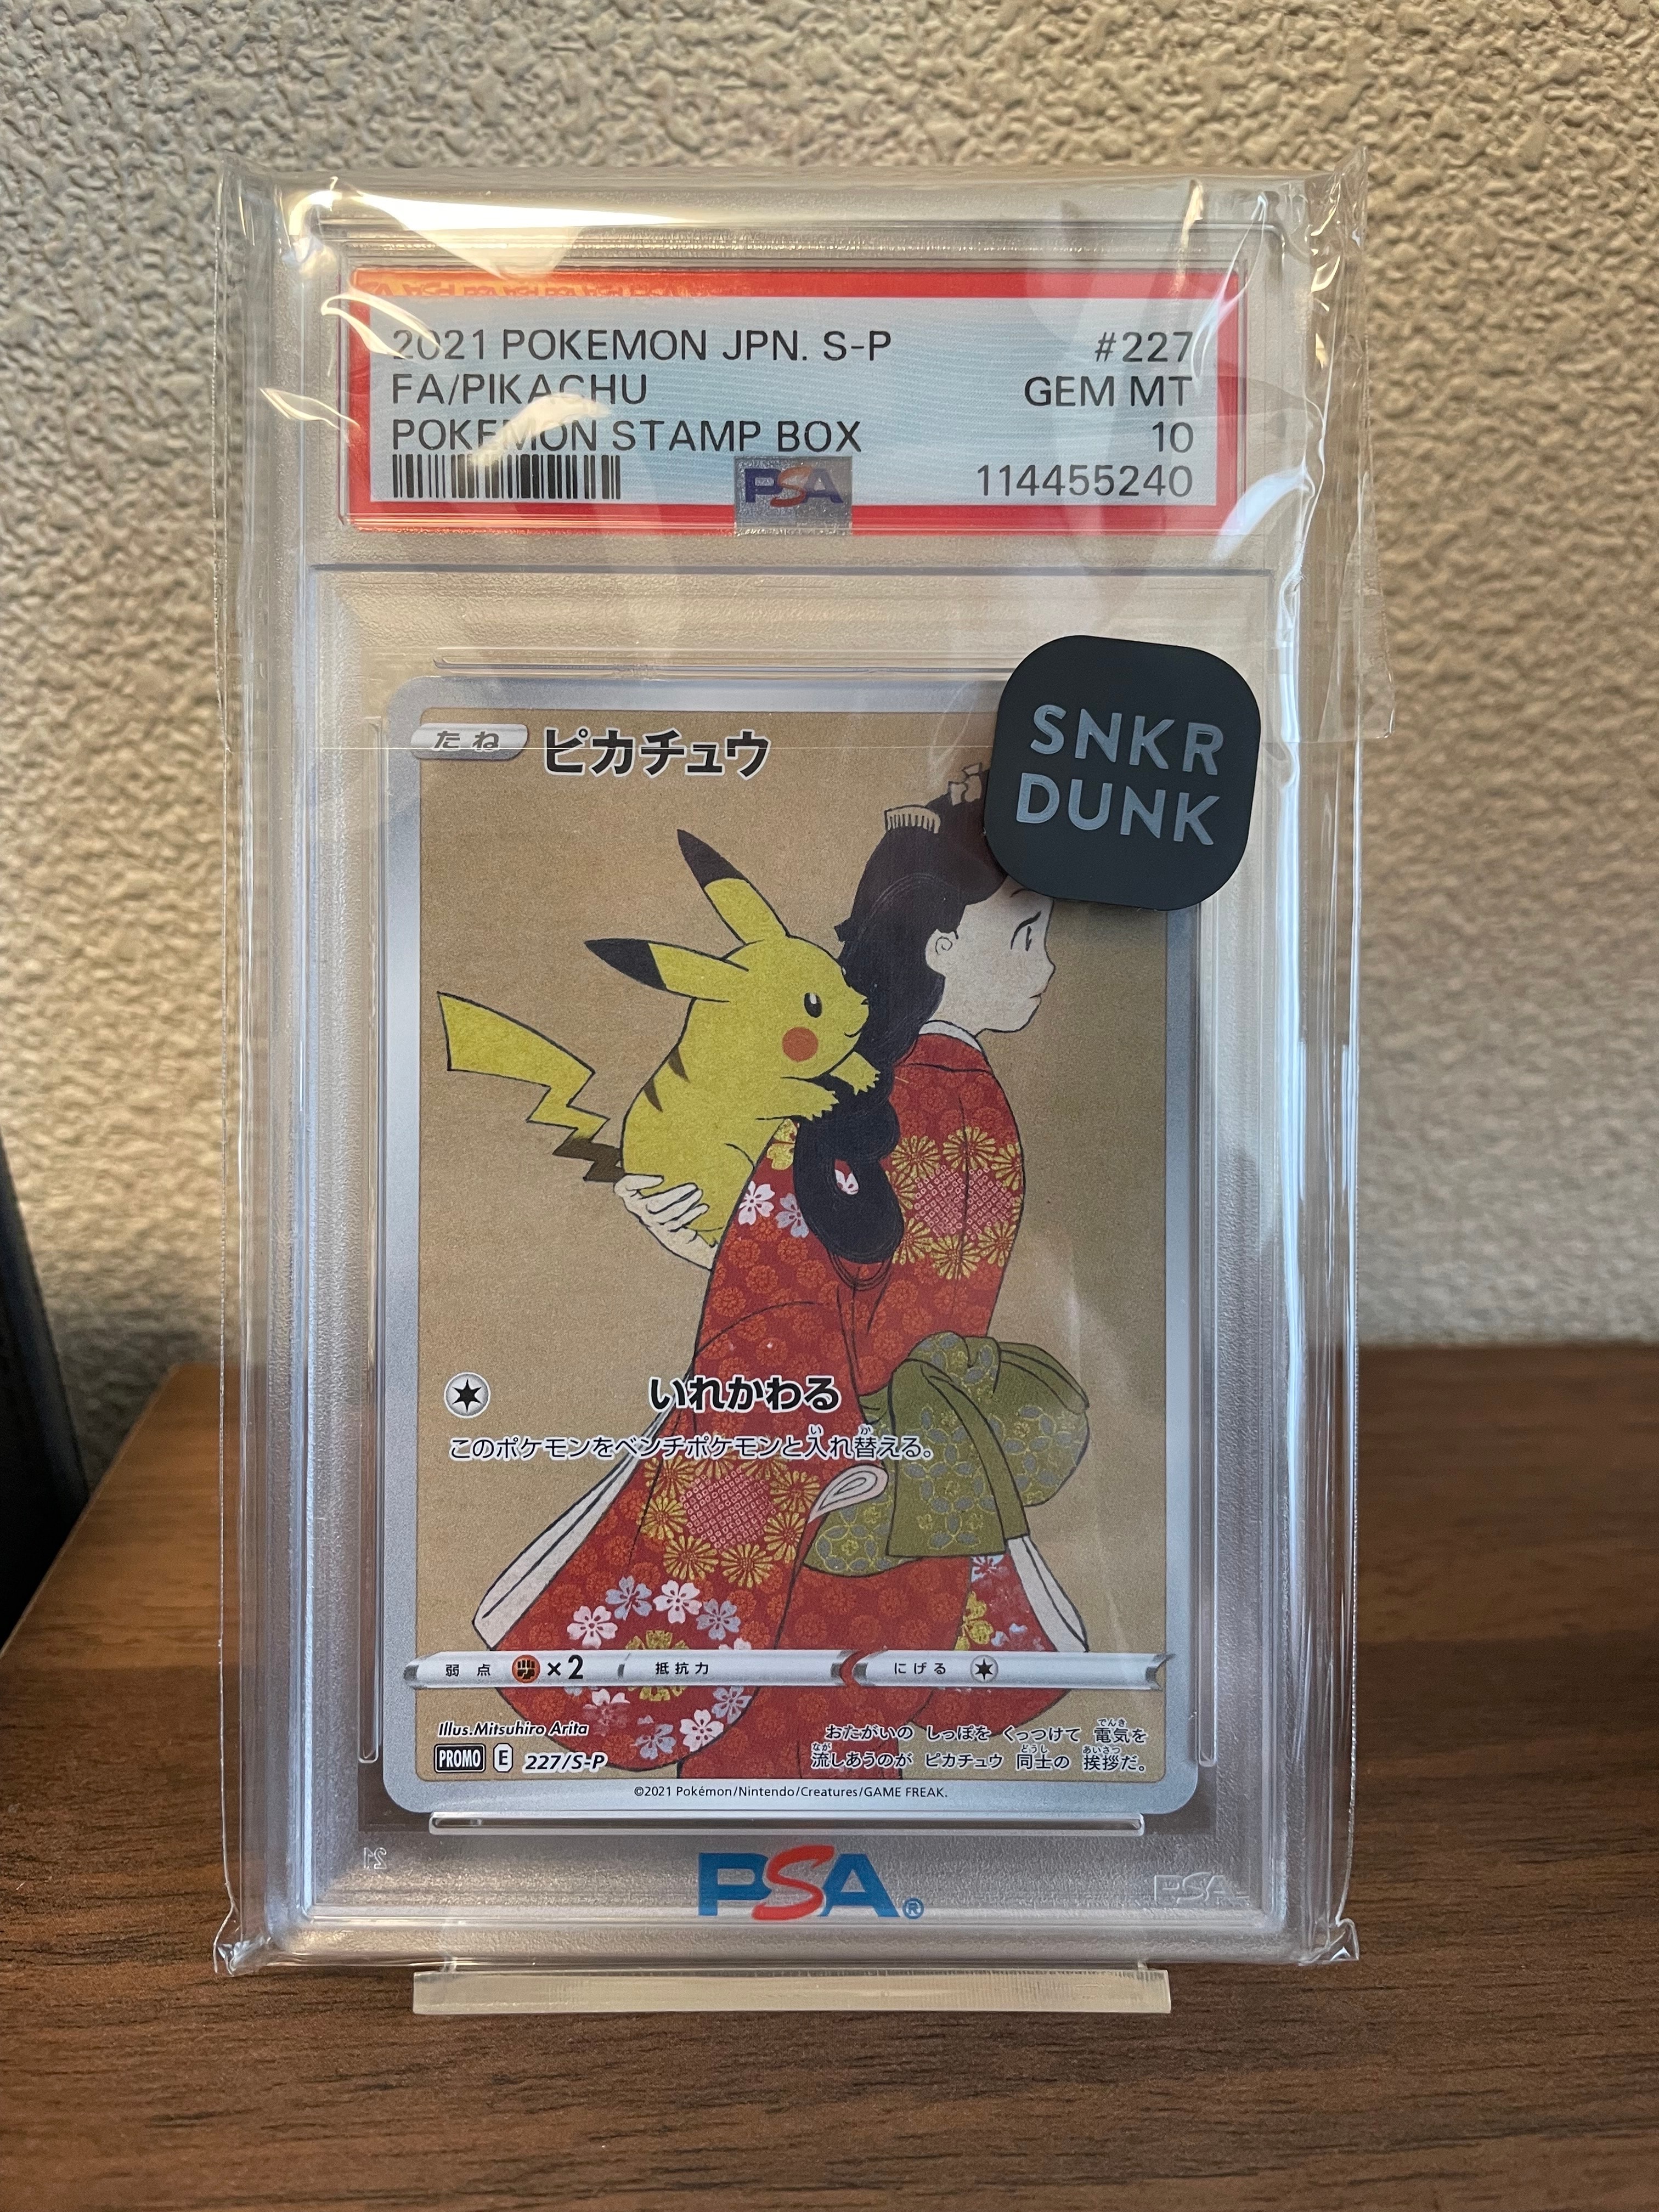 2021 POKEMON JPN. S-P #227
FA/PIKACHU GEM MT
POKEMON STAMP BOX 10
PSA 114455240
SNKR
DUNK
たね ピカチュウ
いれかわる
このポケモンをベンチポケモンと入れ替える。
弱点 ×2 抵抗力 にげる
Illus.Mitsuhiro Arita
PROMO E 227/S-P
おたがいの しっぽを くっつけて 電気を
流しあうのが ピカチュウ 同士の 挨拶だ。
©2021 Pokémon/Nintendo/Creatures/GAME FREAK.
PSA®
PSA